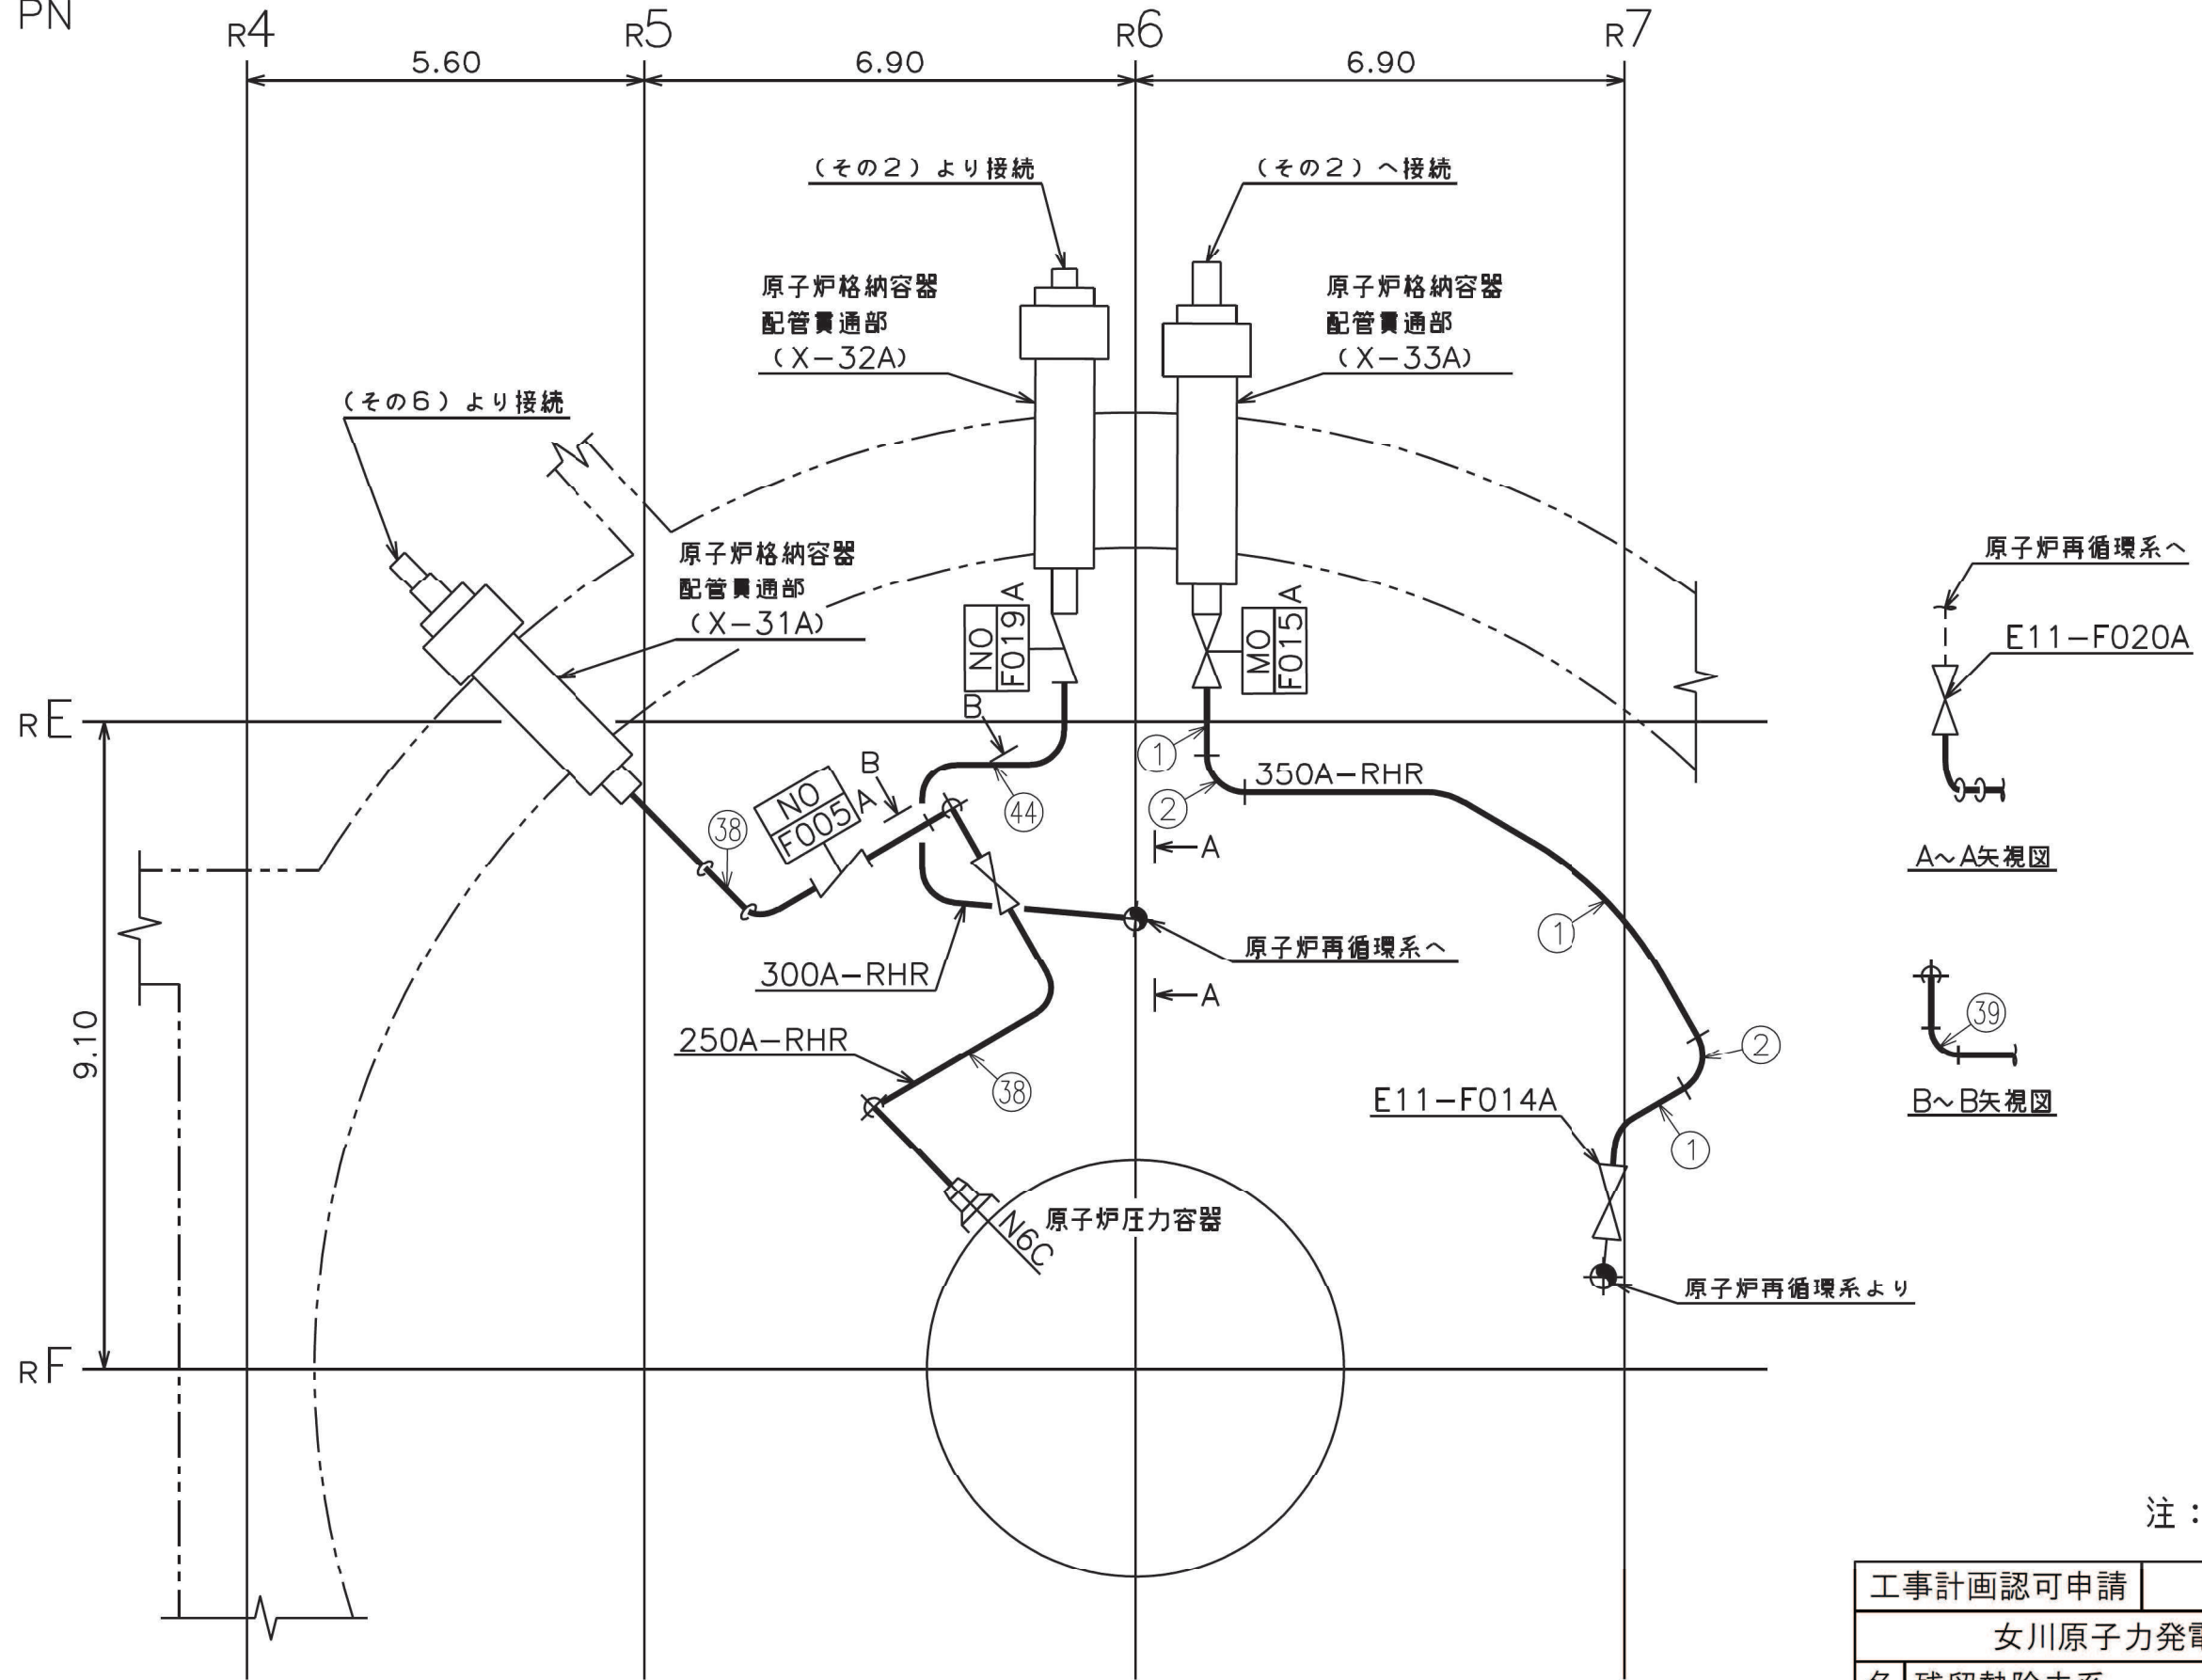 PN
R4
R5
R6
R7
5.60
6.90
6.90
(その2)より接続
(その2)へ接続
原子炉格納容器
配管貫通部
(X-32A)
原子炉格納容器
配管貫通部
(X-33A)
(その6)より接続
原子炉格納容器
配管貫通部
(X-31A)
NO
F019
A
MO
F015
A
原子炉再循環系へ
E11-F020A
A~A矢視図
RE
B
B
①
②
350A-RHR
㊹
㊳
NO
F005
A
A
①
原子炉再循環系へ
300A-RHR
A
9.10
250A-RHR
㊳
②
㊴
B~B矢視図
E11-F014A
①
N6C
原子炉圧力容器
原子炉再循環系より
RF
注:
工事計画認可申請
女川原子力発電